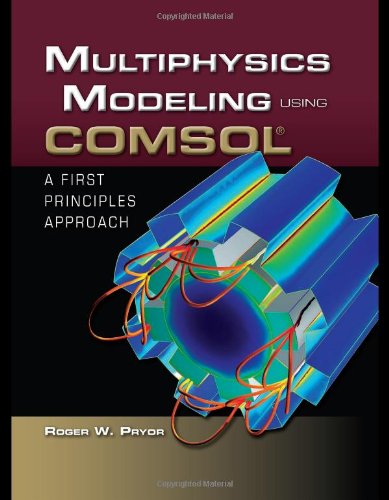 Copyrighted Material
MULTIPHYSICS
MODELING USING
COMSOL®
A FIRST
PRINCIPLES
APPROACH
ROGER W. PRYOR
Copyrighted Material